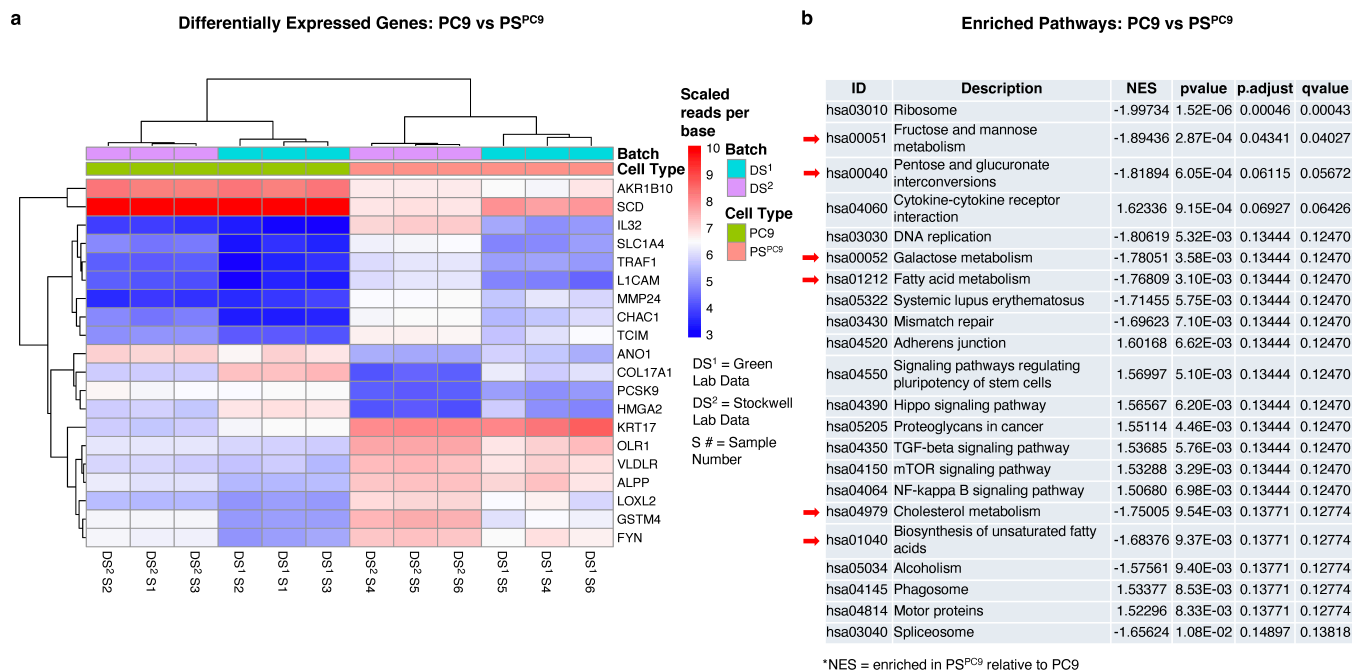 a
Differentially Expressed Genes: PC9 vs PS^PC9
Batch
Cell Type
AKR1B10
SCD
IL32
SLC1A4
TRAF1
L1CAM
MMP24
CHAC1
TCIM
ANO1
COL17A1
PCSK9
HMGA2
KRT17
OLR1
VLDLR
ALPP
LOXL2
GSTM4
FYN
DS² S2
DS² S1
DS² S3
DS¹ S2
DS¹ S1
DS¹ S3
DS² S4
DS² S5
DS² S6
DS¹ S5
DS¹ S4
DS¹ S6
Scaled
reads per
base
10
9
8
7
6
5
4
3
Batch
DS¹
DS²
Cell Type
PC9
PS^PC9
DS¹ = Green
Lab Data
DS² = Stockwell
Lab Data
S # = Sample
Number
b
Enriched Pathways: PC9 vs PS^PC9
ID Description NES pvalue p.adjust qvalue
hsa03010 Ribosome -1.99734 1.52E-06 0.00046 0.00043
hsa00051 Fructose and mannose
metabolism -1.89436 2.87E-04 0.04341 0.04027
hsa00040 Pentose and glucuronate
interconversions -1.81894 6.05E-04 0.06115 0.05672
hsa04060 Cytokine-cytokine receptor
interaction 1.62336 9.15E-04 0.06927 0.06426
hsa03030 DNA replication -1.80619 5.32E-03 0.13444 0.12470
hsa00052 Galactose metabolism -1.78051 3.58E-03 0.13444 0.12470
hsa01212 Fatty acid metabolism -1.76809 3.10E-03 0.13444 0.12470
hsa05322 Systemic lupus erythematosus -1.71455 5.75E-03 0.13444 0.12470
hsa03430 Mismatch repair -1.69623 7.10E-03 0.13444 0.12470
hsa04520 Adherens junction 1.60168 6.62E-03 0.13444 0.12470
hsa04550 Signaling pathways regulating
pluripotency of stem cells 1.56997 5.10E-03 0.13444 0.12470
hsa04390 Hippo signaling pathway 1.56567 6.20E-03 0.13444 0.12470
hsa05205 Proteoglycans in cancer 1.55114 4.46E-03 0.13444 0.12470
hsa04350 TGF-beta signaling pathway 1.53685 5.76E-03 0.13444 0.12470
hsa04150 mTOR signaling pathway 1.53288 3.29E-03 0.13444 0.12470
hsa04064 NF-kappa B signaling pathway 1.50680 6.98E-03 0.13444 0.12470
hsa04979 Cholesterol metabolism -1.75005 9.54E-03 0.13771 0.12774
hsa01040 Biosynthesis of unsaturated fatty
acids -1.68376 9.37E-03 0.13771 0.12774
hsa05034 Alcoholism -1.57561 9.40E-03 0.13771 0.12774
hsa04145 Phagosome 1.53377 8.53E-03 0.13771 0.12774
hsa04814 Motor proteins 1.52296 8.33E-03 0.13771 0.12774
hsa03040 Spliceosome -1.65624 1.08E-02 0.14897 0.13818
*NES = enriched in PS^PC9 relative to PC9